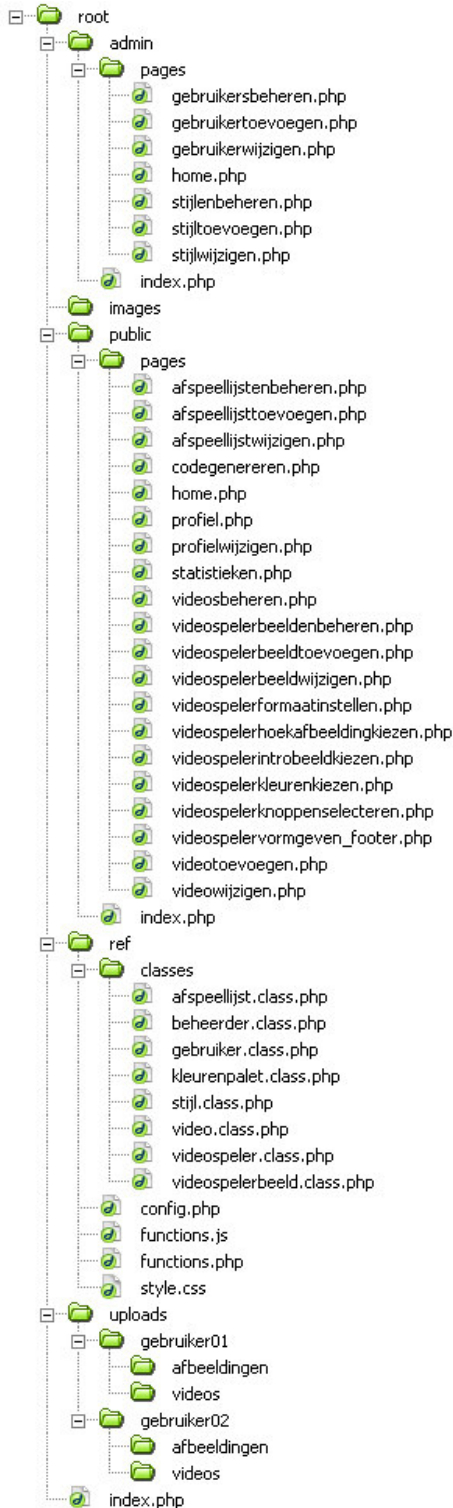 root
admin
pages
gebruikersbeheren.php
gebruikertoevoegen.php
gebruikerwijzigen.php
home.php
stijlenbeheren.php
stijltoevoegen.php
stijlwijzigen.php
index.php
images
public
pages
afspeellijstenbeheren.php
afspeellijsttoevoegen.php
afspeellijstwijzigen.php
codegenereren.php
home.php
profiel.php
profielwijzigen.php
statistieken.php
videosbeheren.php
videospelerbeeldenbeheren.php
videospelerbeeldtoevoegen.php
videospelerbeeldwijzigen.php
videospelerformaatinstellen.php
videospelerhoekafbeeldingkiezen.php
videospelerintrobeeldkiezen.php
videospelerkleurenkiezen.php
videospelerknoppenselecteren.php
videospelervormgeven_footer.php
videotoevoegen.php
videowijzigen.php
index.php
ref
classes
afspeellijst.class.php
beheerder.class.php
gebruiker.class.php
kleurenpalet.class.php
stijl.class.php
video.class.php
videospeler.class.php
videospelerbeeld.class.php
config.php
functions.js
functions.php
style.css
uploads
gebruiker01
afbeeldingen
videos
gebruiker02
afbeeldingen
videos
index.php